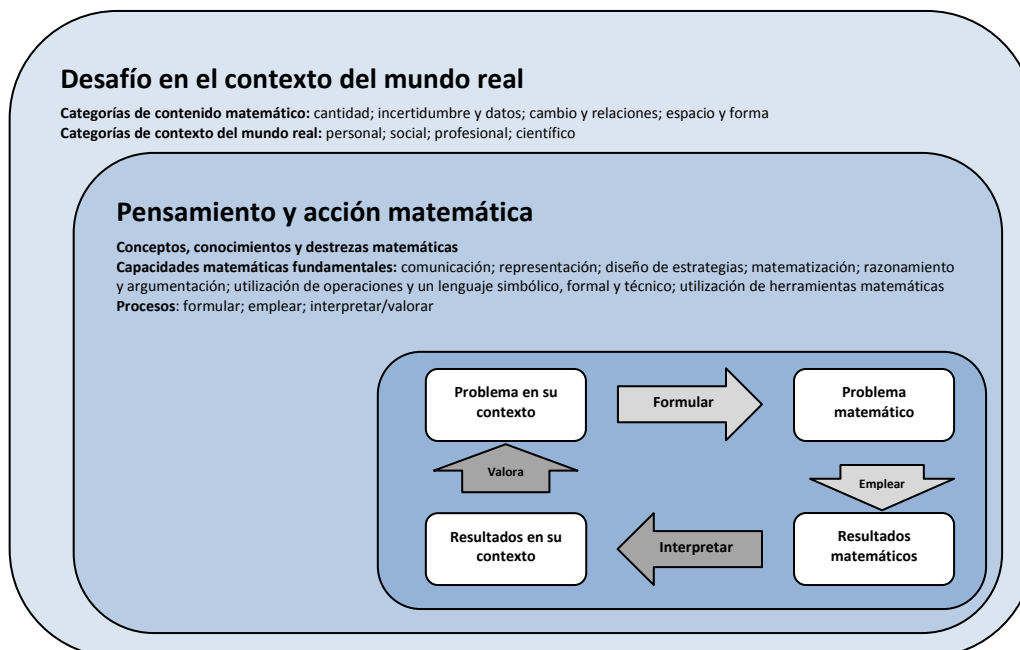 Desafío en el contexto del mundo real
Categorías de contenido matemático: cantidad; incertidumbre y datos; cambio y relaciones; espacio y forma
Categorías de contexto del mundo real: personal; social; profesional; científico
Pensamiento y acción matemática
Conceptos, conocimientos y destrezas matemáticas
Capacidades matemáticas fundamentales: comunicación; representación; diseño de estrategias; matematización; razonamiento
y argumentación; utilización de operaciones y un lenguaje simbólico, formal y técnico; utilización de herramientas matemáticas
Procesos: formular; emplear; interpretar/valorar
Problema en su
contexto
Formular
Problema
matemático
Valora
Emplear
Resultados en su
contexto
Interpretar
Resultados
matemáticos